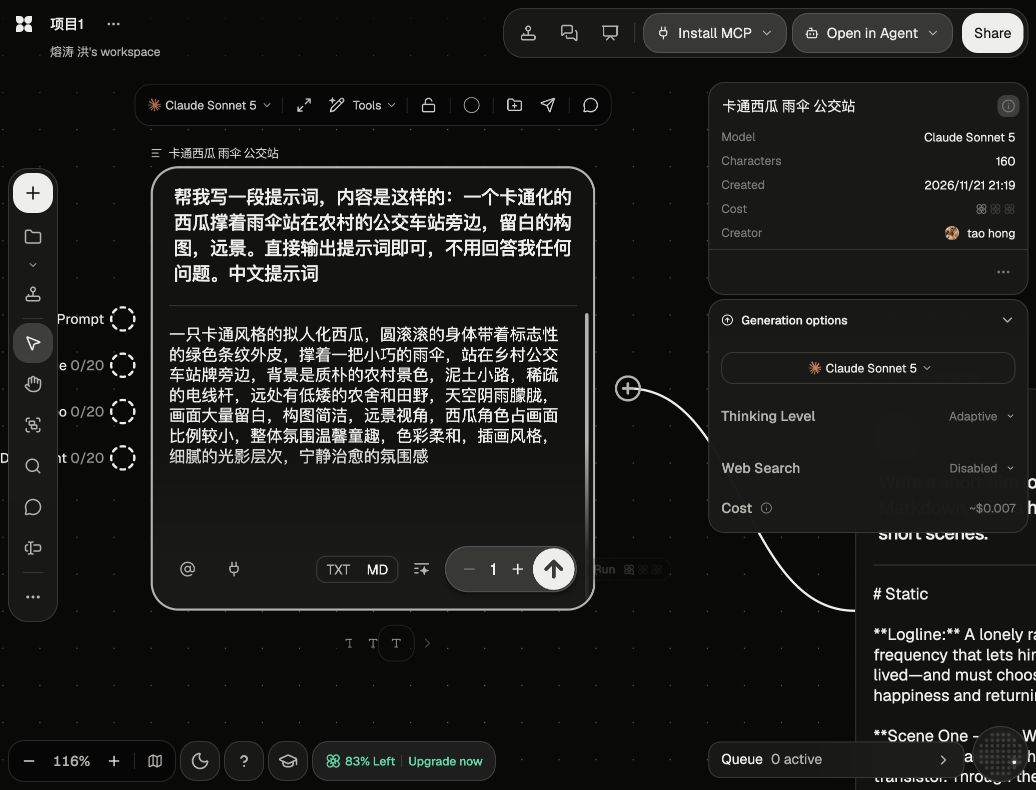 项目1
熔涛 洪's workspace
Install MCP
Open in Agent
Share
Claude Sonnet 5
Tools
卡通西瓜 雨伞 公交站
帮我写一段提示词，内容是这样的：一个卡通化的
西瓜撑着雨伞站在农村的公交车站旁边，留白的构
图，远景。直接输出提示词即可，不用回答我任何
问题。中文提示词
一只卡通风格的拟人化西瓜，圆滚滚的身体带着标志性
的绿色条纹外皮，撑着一把小巧的雨伞，站在乡村公交
车站牌旁边，背景是质朴的农村景色，泥土小路，稀疏
的电线杆，远处有低矮的农舍和田野，天空阴雨朦胧，
画面大量留白，构图简洁，远景视角，西瓜角色占画面
比例较小，整体氛围温馨童趣，色彩柔和，插画风格，
细腻的光影层次，宁静治愈的氛围感
Prompt
e 0/20
o 0/20
nt 0/20
TXT MD
1
Run
T T T
卡通西瓜 雨伞 公交站
Model Claude Sonnet 5
Characters 160
Created 2026/11/21 21:19
Cost
Creator tao hong
Generation options
Claude Sonnet 5
Thinking Level Adaptive
Web Search Disabled
Cost ~$0.007
short scenes.
# Static
**Logline:** A lonely ra
frequency that lets hin
lived—and must choos
happiness and returnin
**Scene One
transistor. Through the
116%
?
83% Left
Upgrade now
Queue 0 active